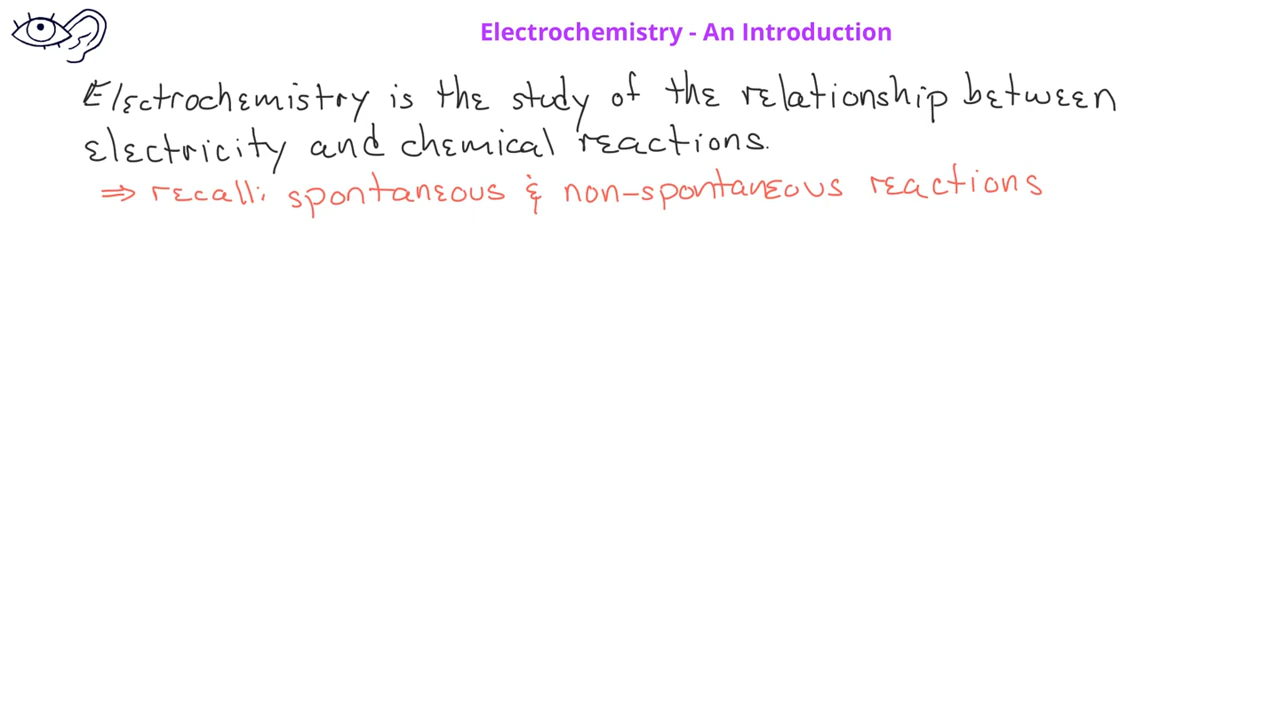 Electrochemistry - An Introduction
Electrochemistry is the study of the relationship between
electricity and chemical reactions.
⇒ recall: spontaneous & non-spontaneous reactions